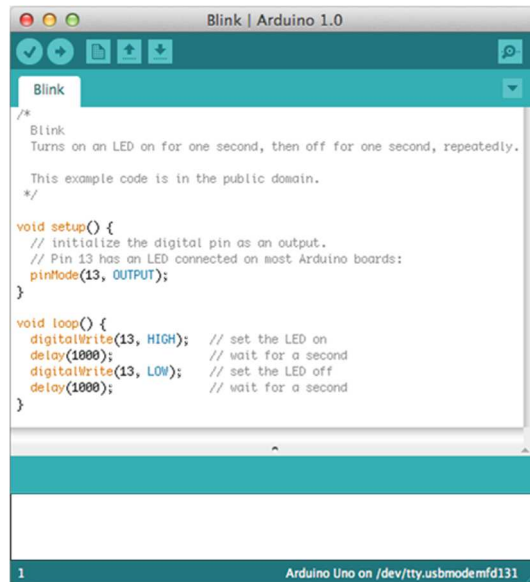 Blink | Arduino 1.0
Blink
/*
  Blink
  Turns on an LED on for one second, then off for one second, repeatedly.

  This example code is in the public domain.
 */

void setup() {
  // initialize the digital pin as an output.
  // Pin 13 has an LED connected on most Arduino boards:
  pinMode(13, OUTPUT);
}

void loop() {
  digitalWrite(13, HIGH);   // set the LED on
  delay(1000);              // wait for a second
  digitalWrite(13, LOW);    // set the LED off
  delay(1000);              // wait for a second
}
1 Arduino Uno on /dev/tty.usbmodemfd131